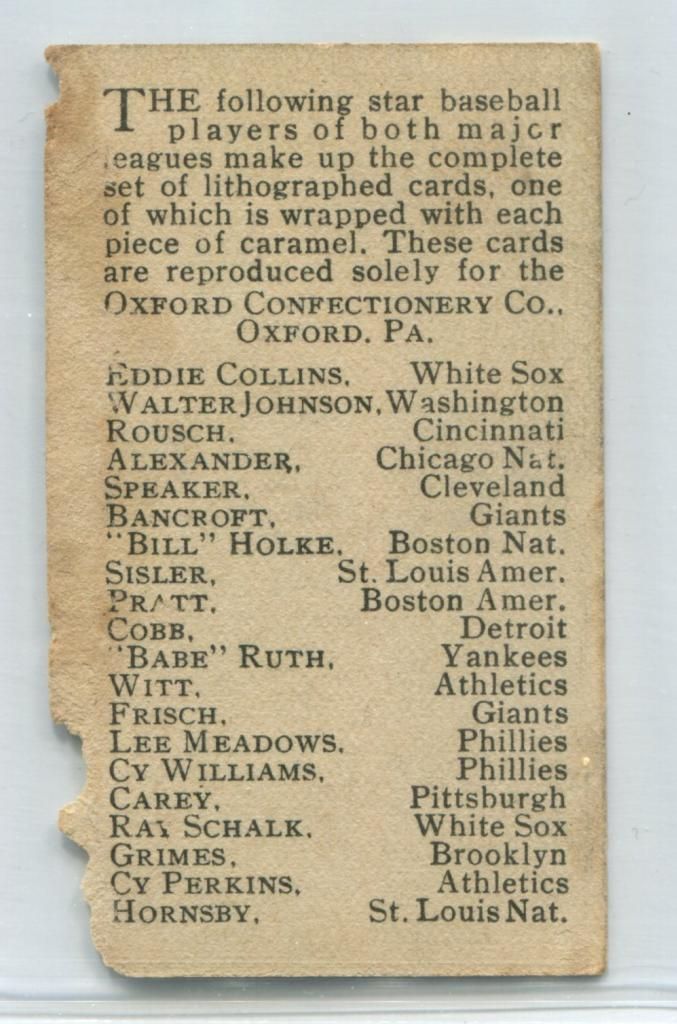 THE following star baseball
players of both major
leagues make up the complete
set of lithographed cards, one
of which is wrapped with each
piece of caramel. These cards
are reproduced solely for the
OXFORD CONFECTIONERY CO.,
OXFORD. PA.
EDDIE COLLINS, White Sox
WALTER JOHNSON, Washington
ROUSCH, Cincinnati
ALEXANDER, Chicago Nat.
SPEAKER, Cleveland
BANCROFT, Giants
"BILL" HOLKE, Boston Nat.
SISLER, St. Louis Amer.
PRATT, Boston Amer.
COBB, Detroit
"BABE" RUTH, Yankees
WITT, Athletics
FRISCH, Giants
LEE MEADOWS, Phillies
CY WILLIAMS, Phillies
CAREY, Pittsburgh
RAY SCHALK, White Sox
GRIMES, Brooklyn
CY PERKINS, Athletics
HORNSBY, St. Louis Nat.